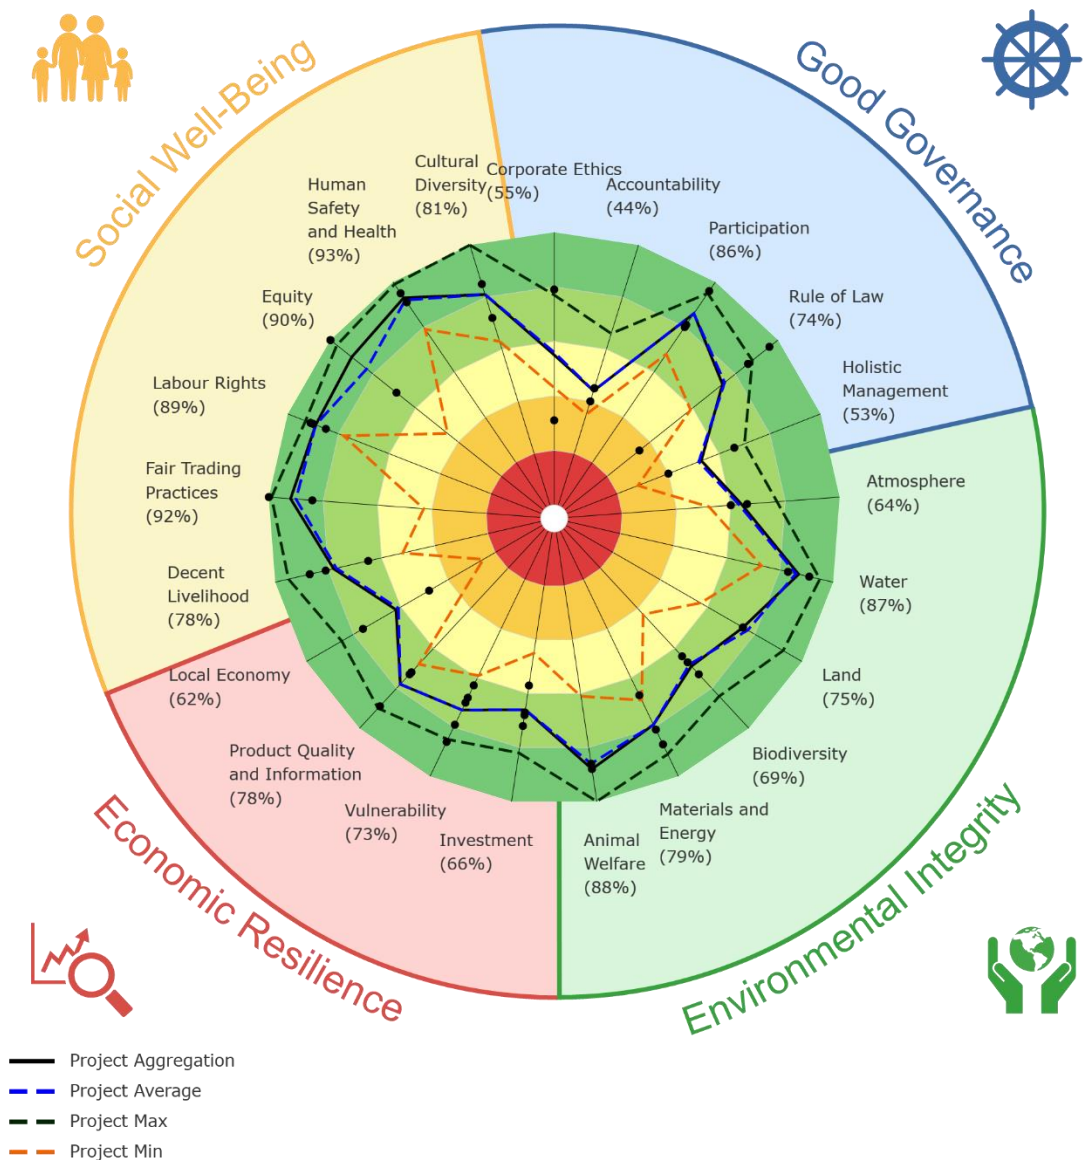 Social Well-Being
Good Governance
Cultural
Diversity
(81%)
Corporate Ethics
(55%)
Accountability
(44%)
Participation
(86%)
Rule of Law
(74%)
Holistic
Management
(53%)
Human
Safety
and Health
(93%)
Equity
(90%)
Labour Rights
(89%)
Fair Trading
Practices
(92%)
Decent
Livelihood
(78%)
Atmosphere
(64%)
Water
(87%)
Land
(75%)
Biodiversity
(69%)
Materials and
Energy
(79%)
Animal
Welfare
(88%)
Local Economy
(62%)
Product Quality
and Information
(78%)
Vulnerability
(73%)
Investment
(66%)
Economic Resilience
Environmental Integrity
Project Aggregation
Project Average
Project Max
Project Min